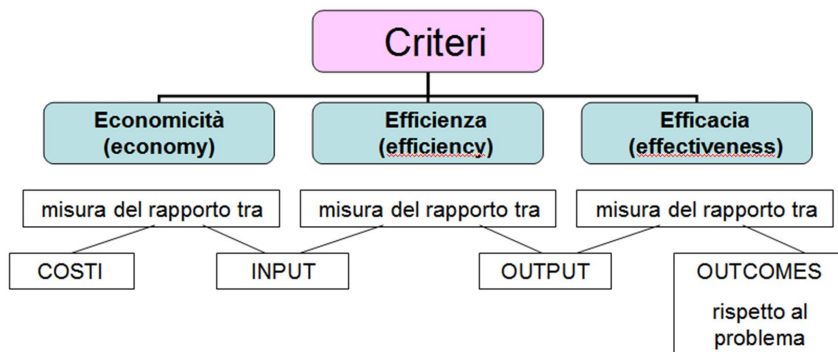 Criteri
Economicità
(economy)
Efficienza
(efficiency)
Efficacia
(effectiveness)
misura del rapporto tra
misura del rapporto tra
misura del rapporto tra
COSTI
INPUT
OUTPUT
OUTCOMES
rispetto al
problema